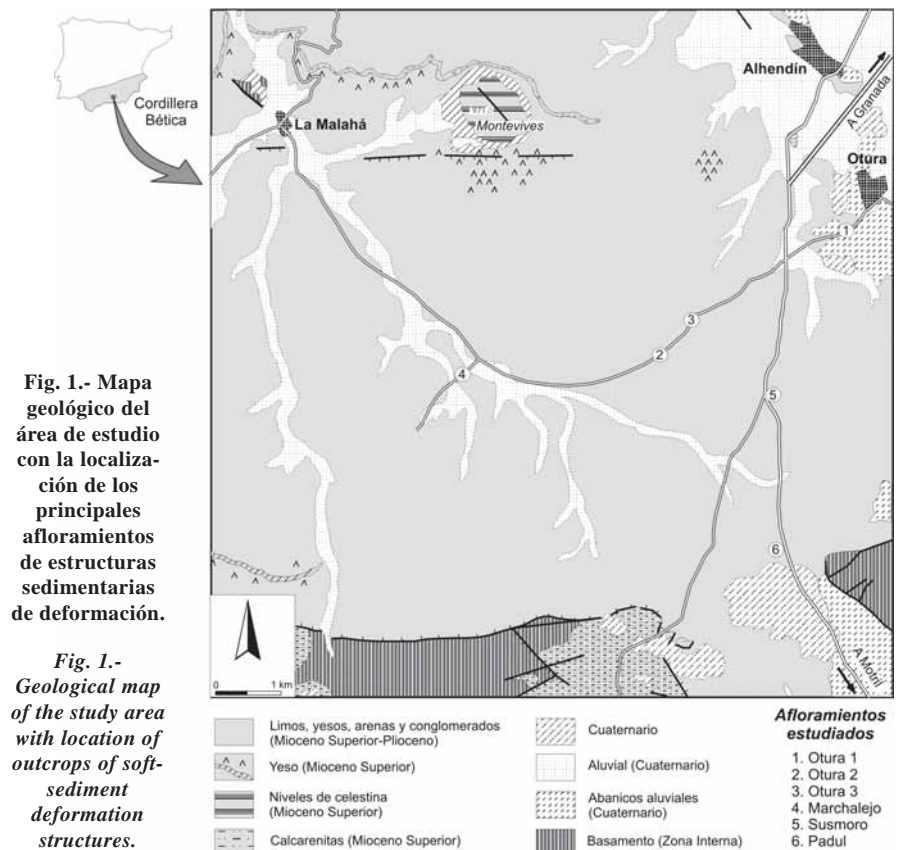 Cordillera
Bética
La Malahá
977
Montevives
Alhendín
A Granada
Otura
1
3
2
4
5
6
A Motril
0 1 km
Fig. 1.- Mapa
geológico del
área de estudio
con la localiza-
ción de los
principales
afloramientos
de estructuras
sedimentarias
de deformación.
Fig. 1.-
Geological map
of the study area
with location of
outcrops of soft-
sediment
deformation
structures.
Limos, yesos, arenas y conglomerados
(Mioceno Superior-Plioceno)
Yeso (Mioceno Superior)
Niveles de celestina
(Mioceno Superior)
Calcarenitas (Mioceno Superior)
Cuaternario
Aluvial (Cuaternario)
Abanicos aluviales
(Cuaternario)
Basamento (Zona Interna)
Afloramientos
estudiados
1. Otura 1
2. Otura 2
3. Otura 3
4. Marchalejo
5. Susmoro
6. Padul